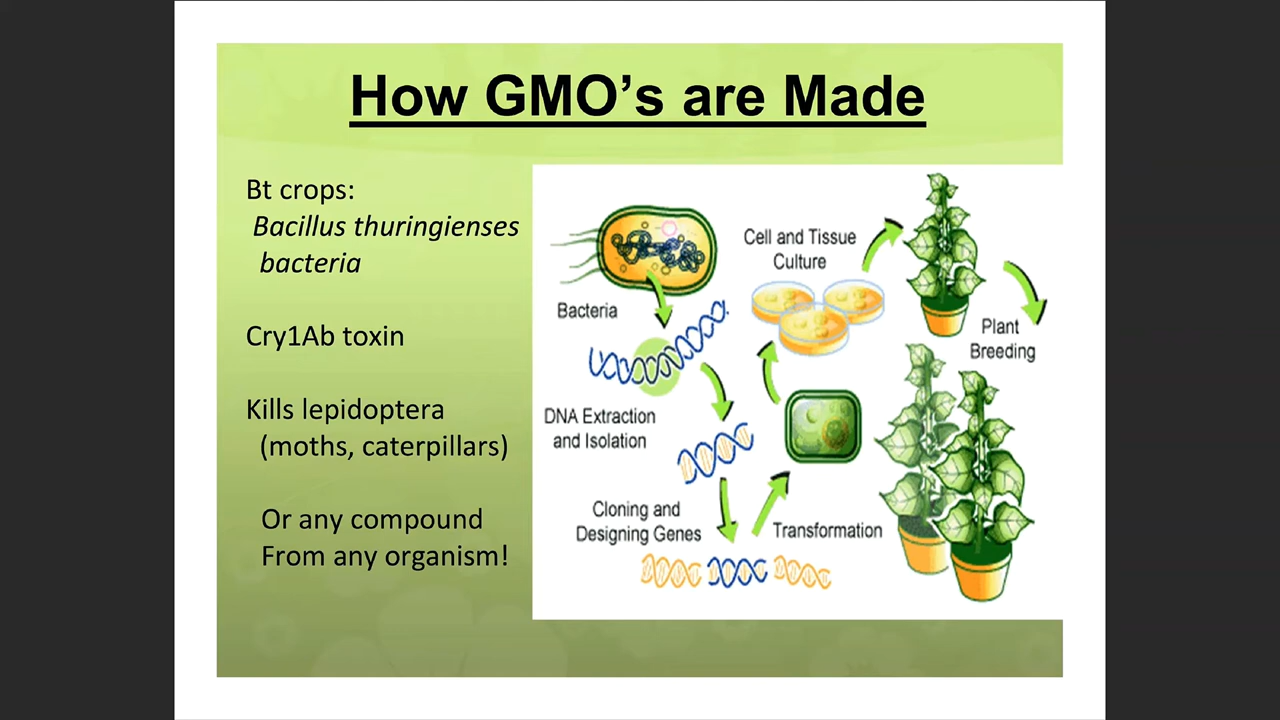 How GMO's are Made
Bt crops:
Bacillus thuringienses
bacteria
Cry1Ab toxin
Kills lepidoptera
(moths, caterpillars)
Or any compound
From any organism!
Bacteria
DNA Extraction
and Isolation
Cloning and
Designing Genes
Transformation
Cell and Tissue
Culture
Plant
Breeding